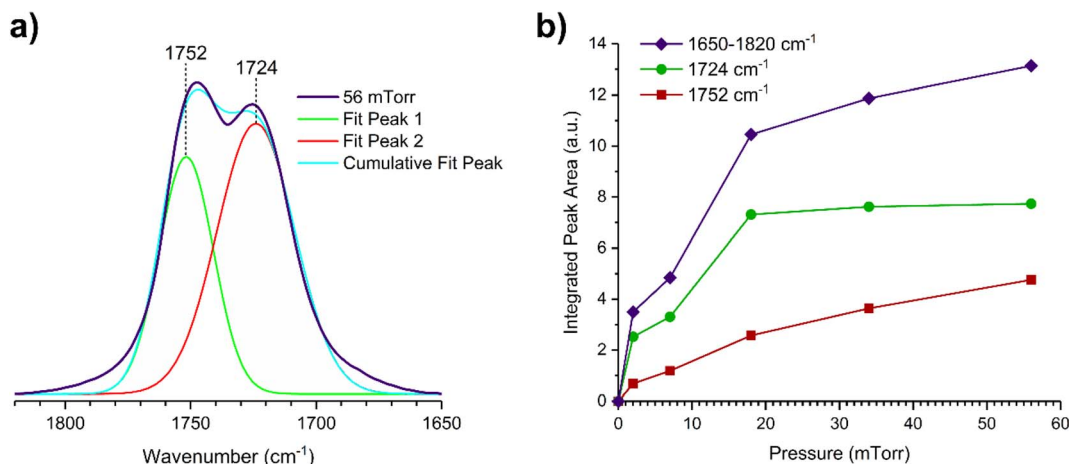 a)
1752
1724
56 mTorr
Fit Peak 1
Fit Peak 2
Cumulative Fit Peak
1800
1750
1700
1650
Wavenumber (cm⁻¹)
b)
1650-1820 cm⁻¹
1724 cm⁻¹
1752 cm⁻¹
Integrated Peak Area (a.u.)
14
12
10
8
6
4
2
0
0
10
20
30
40
50
60
Pressure (mTorr)